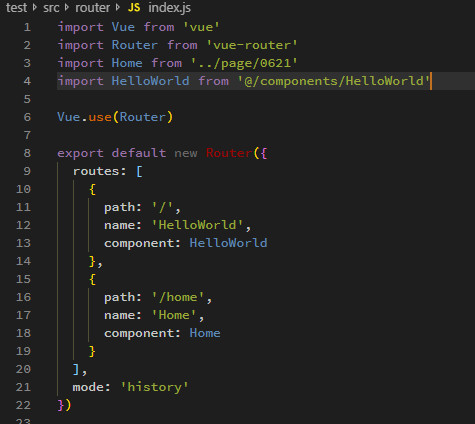 test > src > router > JS index.js
1 import Vue from 'vue'
2 import Router from 'vue-router'
3 import Home from '../page/0621'
4 import HelloWorld from '@/components/HelloWorld'
5
6 Vue.use(Router)
7
8 export default new Router({
9   routes: [
10     {
11       path: '/',
12       name: 'HelloWorld',
13       component: HelloWorld
14     },
15     {
16       path: '/home',
17       name: 'Home',
18       component: Home
19     }
20   ],
21   mode: 'history'
22 })
23